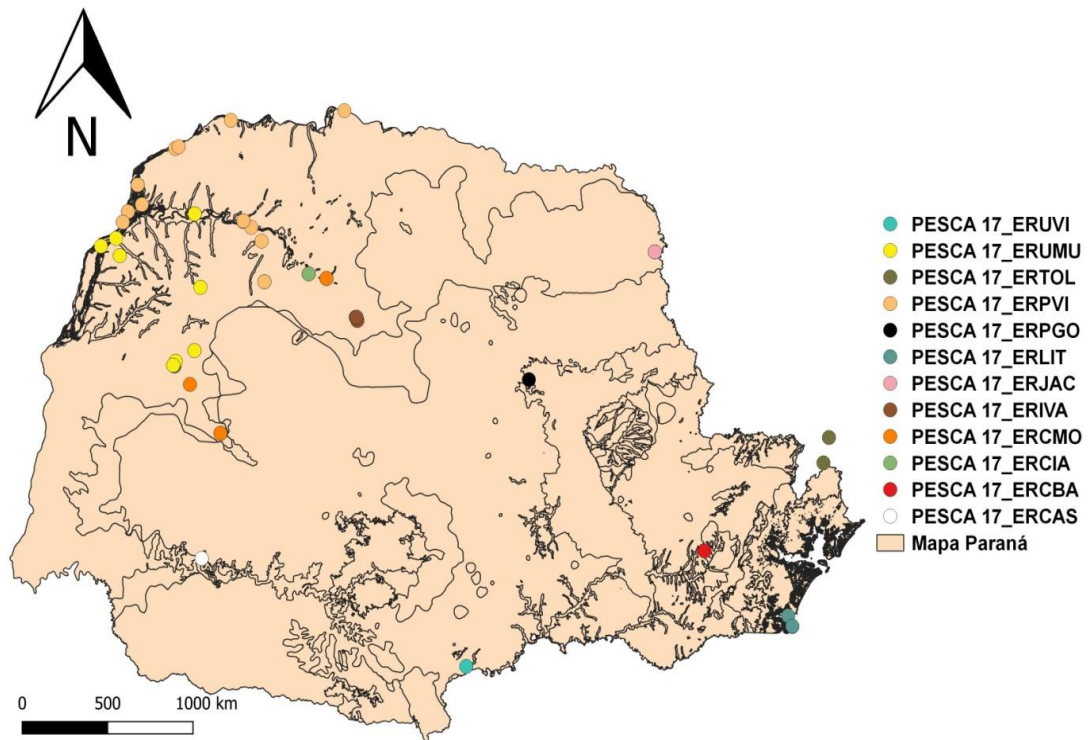 N
PESCA 17_ERUVI
PESCA 17_ERUMU
PESCA 17_ERTOL
PESCA 17_ERPVI
PESCA 17_ERPGO
PESCA 17_ERLIT
PESCA 17_ERJAC
PESCA 17_ERIVA
PESCA 17_ERCMO
PESCA 17_ERCIA
PESCA 17_ERCBA
PESCA 17_ERCAS
Mapa Paraná
0 500 1000 km